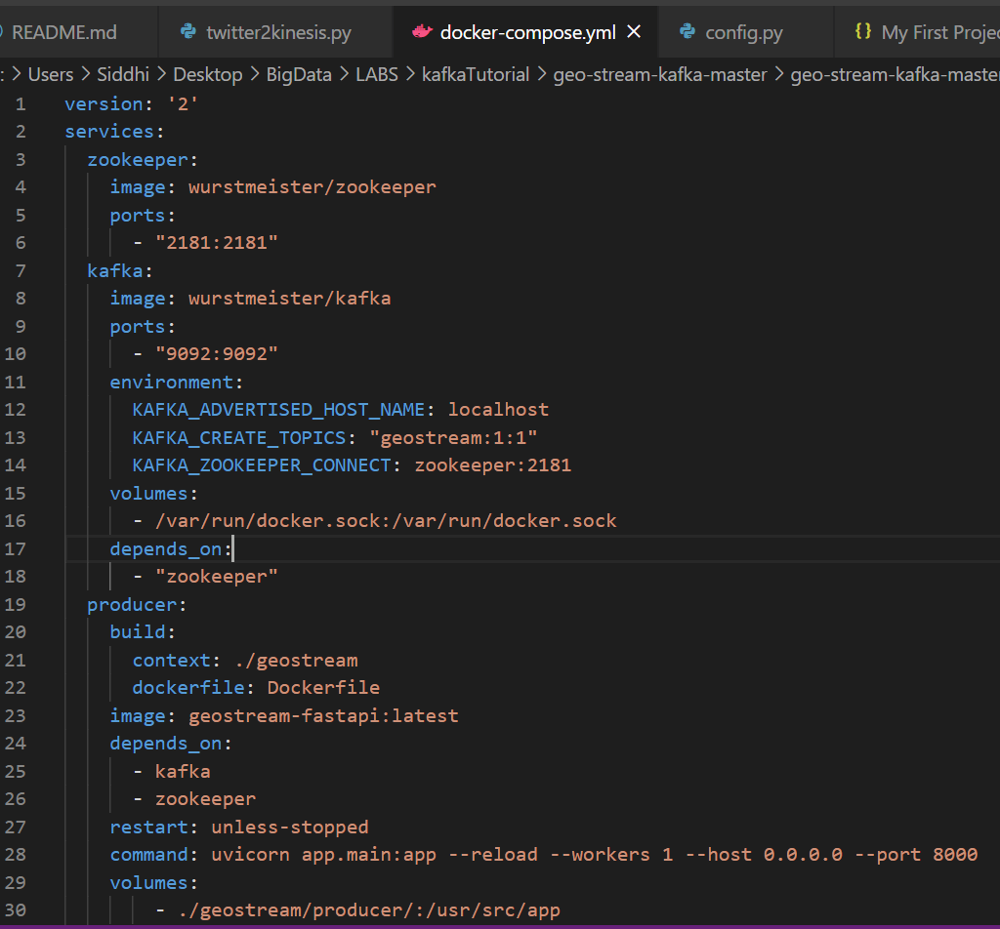 README.md twitter2kinesis.py docker-compose.yml config.py {} My First Projec
: > Users > Siddhi > Desktop > BigData > LABS > kafkaTutorial > geo-stream-kafka-master > geo-stream-kafka-master
1 version: '2'
2 services:
3 zookeeper:
4 image: wurstmeister/zookeeper
5 ports:
6 - "2181:2181"
7 kafka:
8 image: wurstmeister/kafka
9 ports:
10 - "9092:9092"
11 environment:
12 KAFKA_ADVERTISED_HOST_NAME: localhost
13 KAFKA_CREATE_TOPICS: "geostream:1:1"
14 KAFKA_ZOOKEEPER_CONNECT: zookeeper:2181
15 volumes:
16 - /var/run/docker.sock:/var/run/docker.sock
17 depends_on:
18 - "zookeeper"
19 producer:
20 build:
21 context: ./geostream
22 dockerfile: Dockerfile
23 image: geostream-fastapi:latest
24 depends_on:
25 - kafka
26 - zookeeper
27 restart: unless-stopped
28 command: uvicorn app.main:app --reload --workers 1 --host 0.0.0.0 --port 8000
29 volumes:
30 - ./geostream/producer/:/usr/src/app